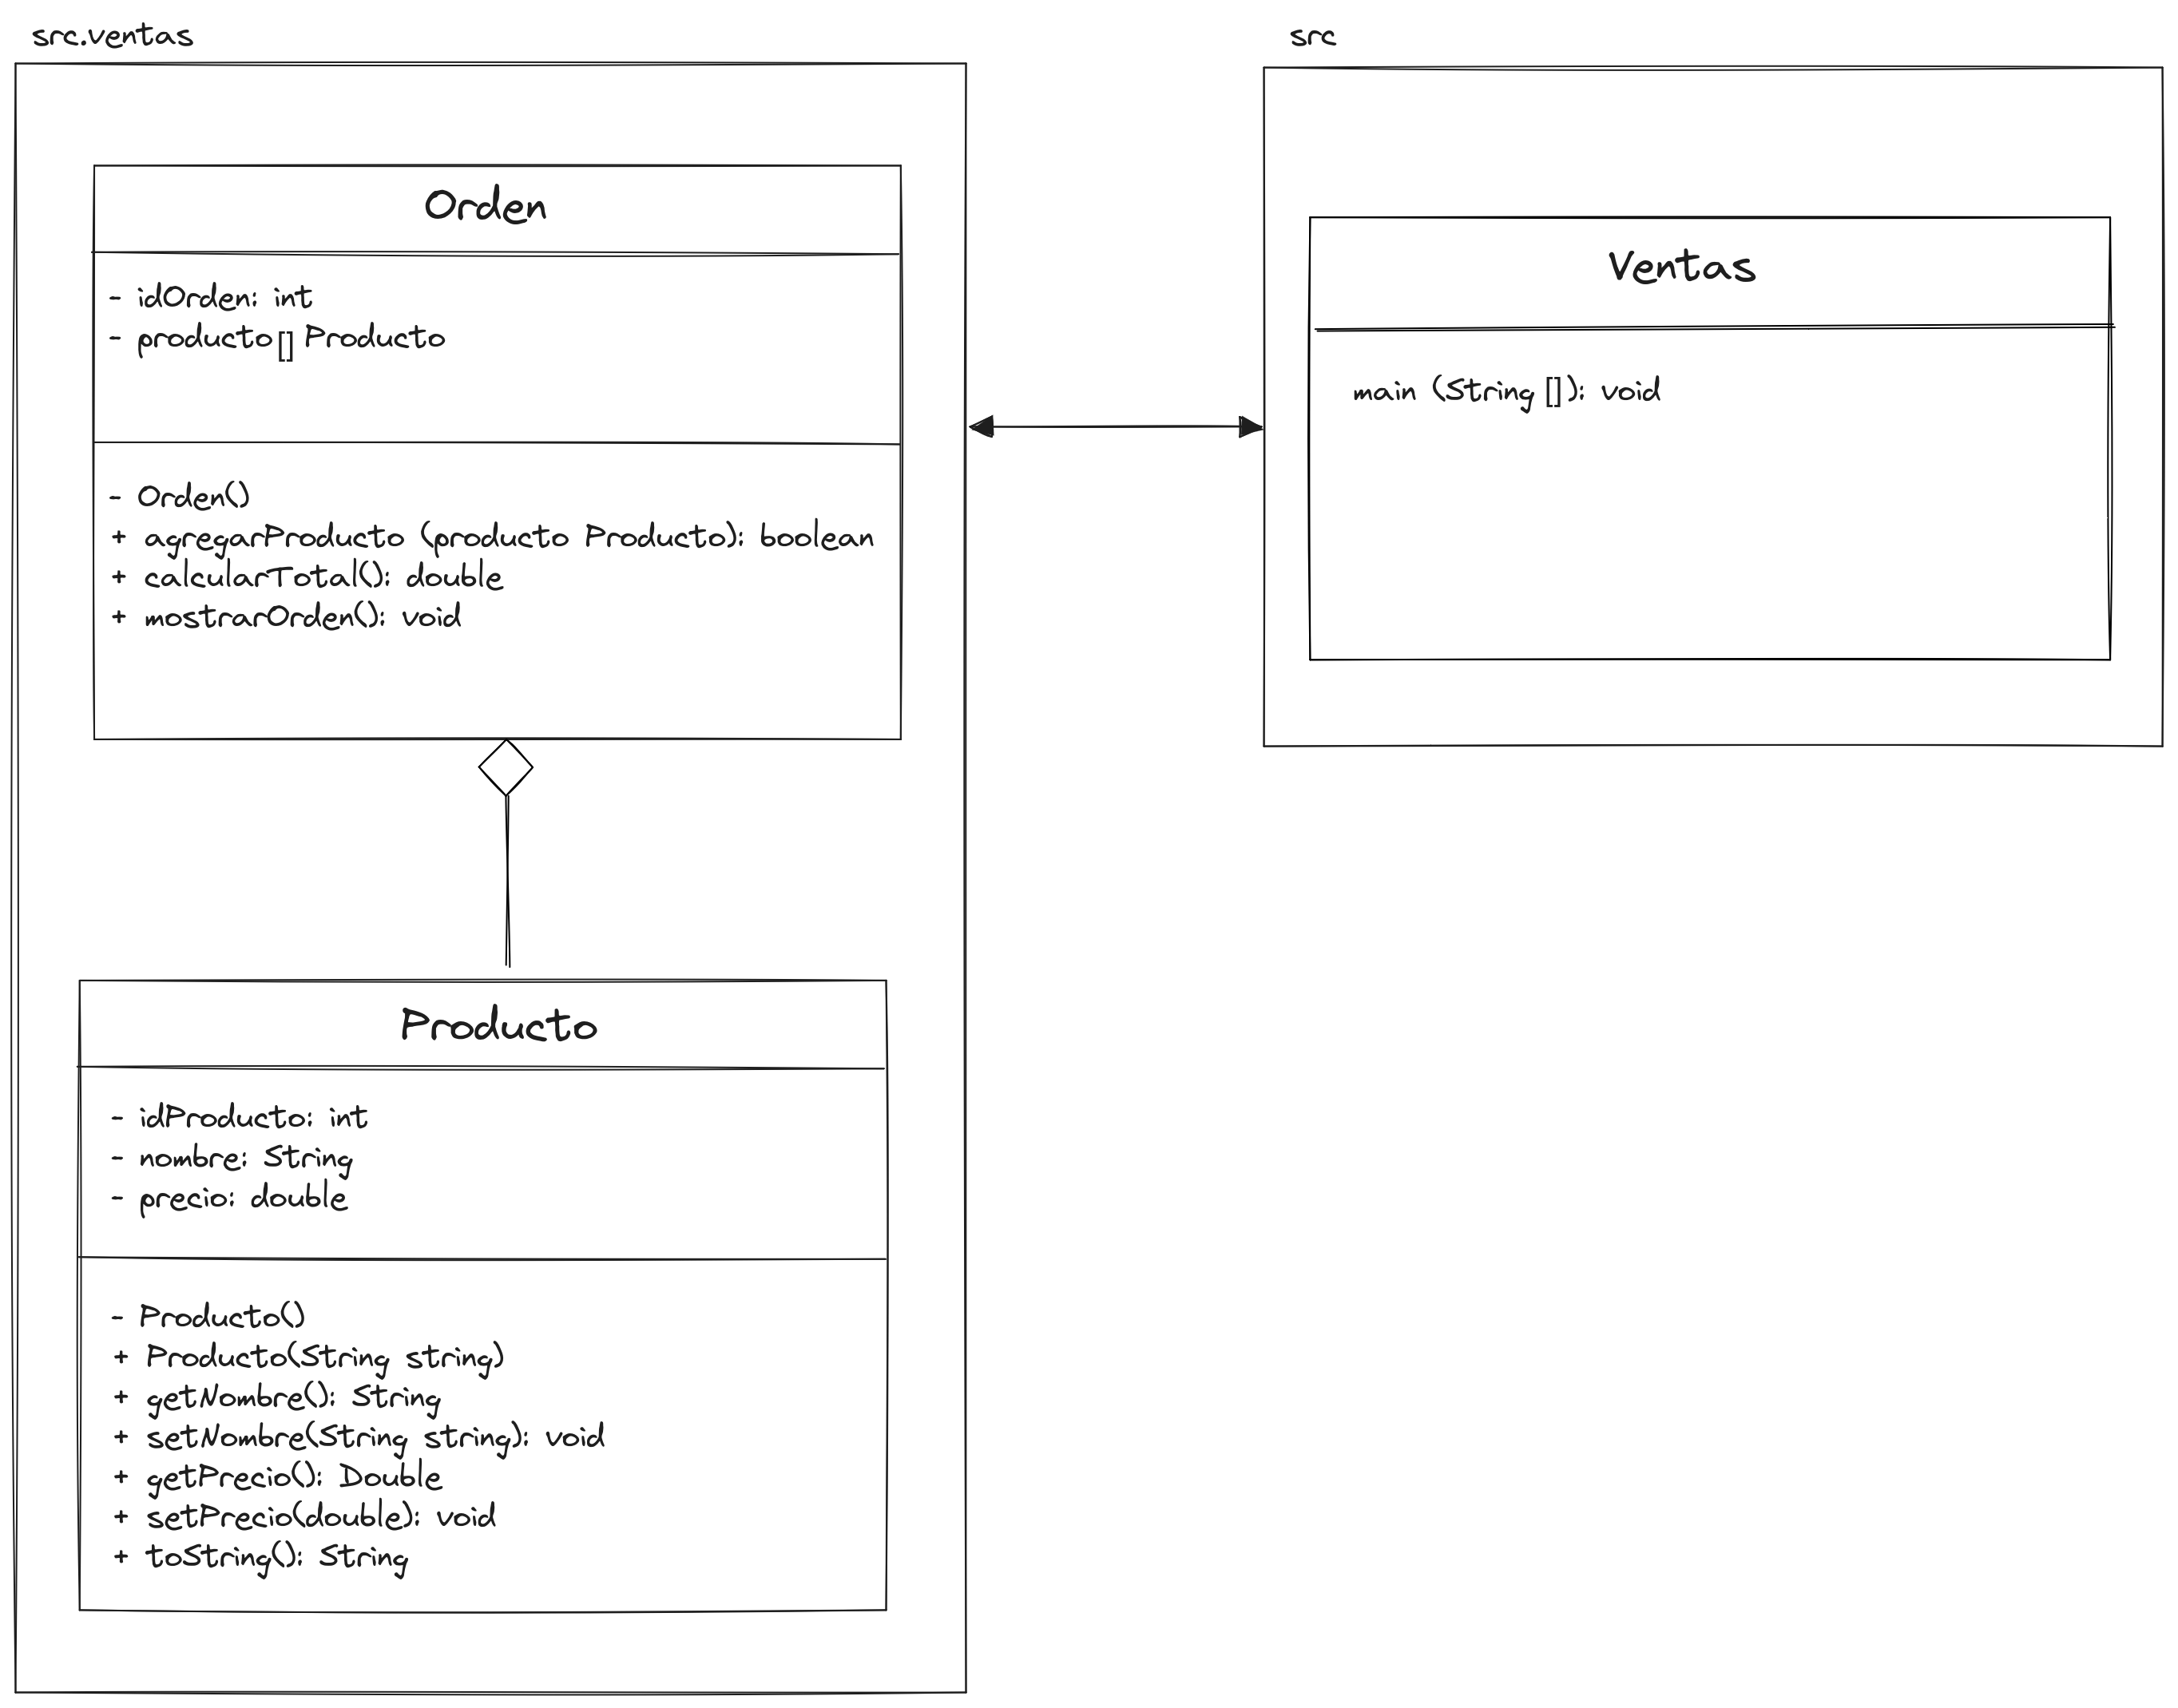 src.ventas
Orden
- idOrden: int
- producto [] Producto
- Orden()
+ agregarProducto (producto Producto): boolean
+ calcularTotal(): double
+ mostrarOrden(): void
Producto
- idProducto: int
- nombre: String
- precio: double
- Producto()
+ Producto(String string)
+ getNombre(): String
+ setNombre(String string): void
+ getPrecio(): Double
+ setPrecio(double): void
+ toString(): String
src
Ventas
main (String []): void